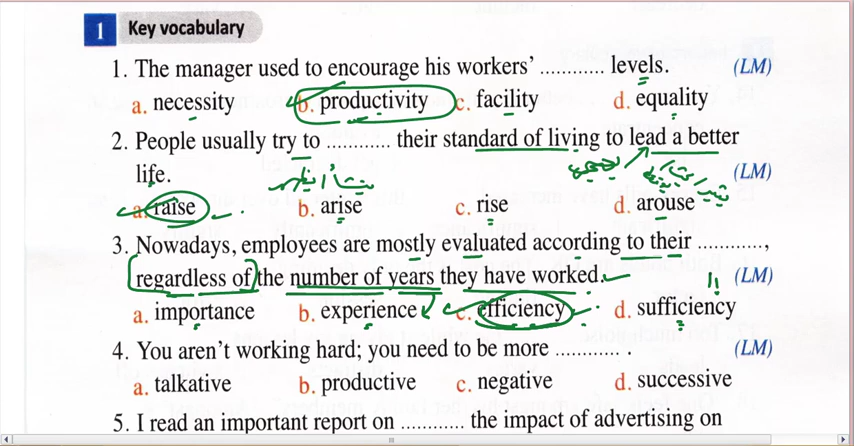 1 Key vocabulary
1. The manager used to encourage his workers' ............ levels. (LM)
a. necessity b. productivity c. facility d. equality
2. People usually try to ............ their standard of living to lead a better
life. (LM)
a. raise b. arise c. rise d. arouse
3. Nowadays, employees are mostly evaluated according to their ............,
regardless of the number of years they have worked. (LM)
a. importance b. experience c. efficiency d. sufficiency
4. You aren't working hard; you need to be more ............ . (LM)
a. talkative b. productive c. negative d. successive
5. I read an important report on ............ the impact of advertising on